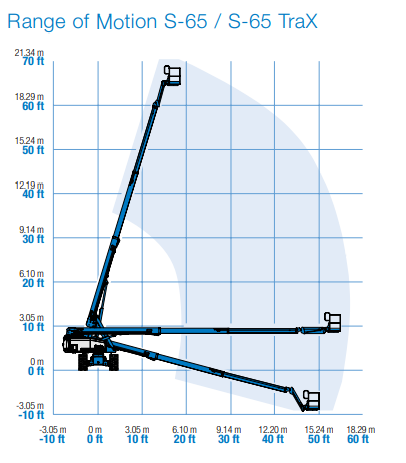 Range of Motion S-65 / S-65 TraX
21,34 m
70 ft
18.29 m
60 ft
15.24 m
50 ft
12.19 m
40 ft
9.14 m
30 ft
6.10 m
20 ft
3.05 m
10 ft
0 m
0 ft
-3.05 m
-10 ft
-3.05 m 0 m 3.05 m 6.10 m 9.14 m 12.20 m 15.24 m 18.29 m
-10 ft 0 ft 10 ft 20 ft 30 ft 40 ft 50 ft 60 ft